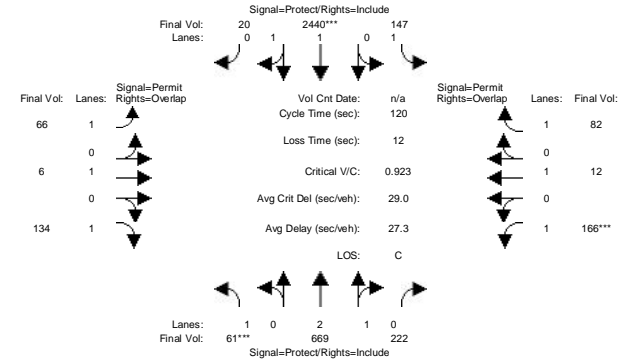 Signal=Protect/Rights=Include
Final Vol: 20 2440*** 147
Lanes: 0 1 1 0 1
Signal=Permit
Final Vol: Lanes: Rights=Overlap
Vol Cnt Date: n/a
Signal=Permit
Rights=Overlap Lanes: Final Vol:
Cycle Time (sec): 120
66 1
1 82
Loss Time (sec): 12
0
0
6 1
Critical V/C: 0.923
1 12
0
Avg Crit Del (sec/veh): 29.0
0
134 1
Avg Delay (sec/veh): 27.3
1 166***
LOS: C
Lanes: 1 0 2 1 0
Final Vol: 61*** 669 222
Signal=Protect/Rights=Include